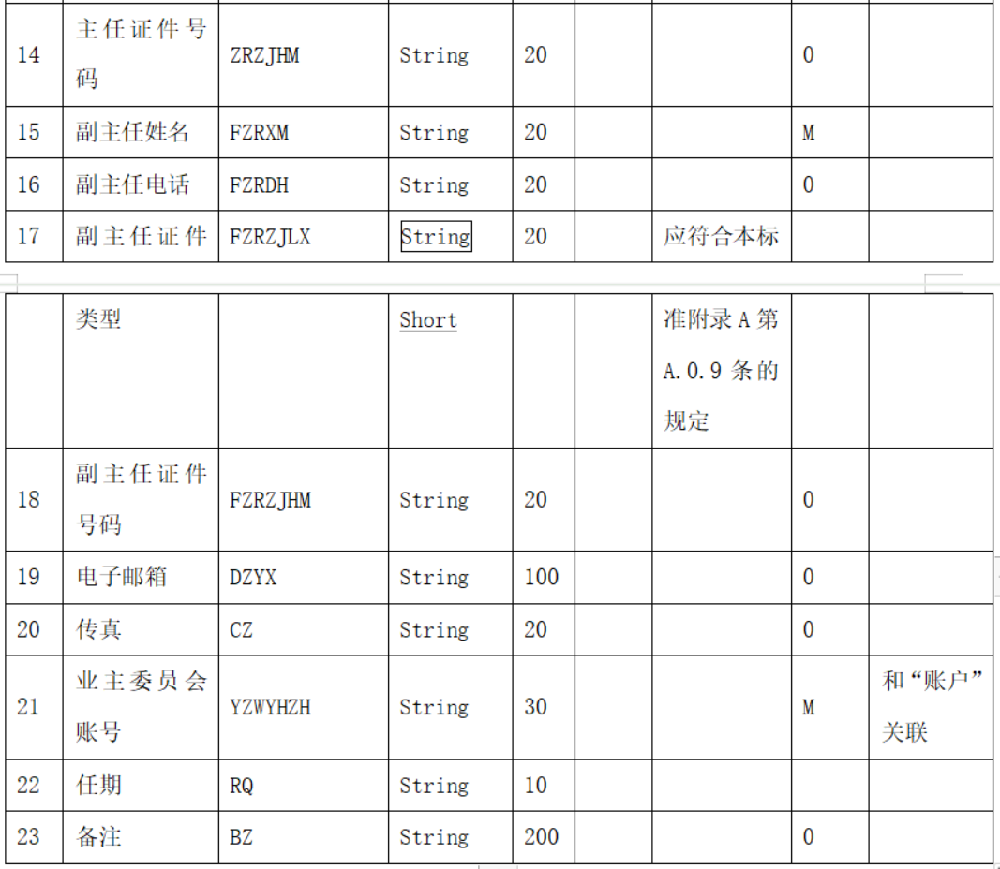 14 主任证件号码 ZRZJHM String 20 O
15 副主任姓名 FZRXM String 20 M
16 副主任电话 FZRDH String 20 O
17 副主任证件 FZRZJLX String 20 应符合本标
类型 Short 准附录 A 第 A.0.9 条的规定
18 副主任证件号码 FZRZJHM String 20 O
19 电子邮箱 DZYX String 100 O
20 传真 CZ String 20 O
21 业主委员会账号 YZWYHZH String 30 M 和“账户”关联
22 任期 RQ String 10
23 备注 BZ String 200 O